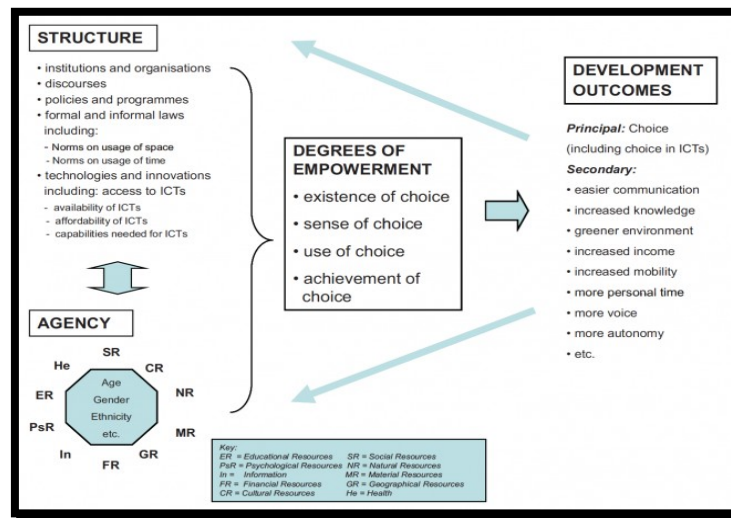 STRUCTURE
• institutions and organisations
• discourses
• policies and programmes
• formal and informal laws
including:
- Norms on usage of space
- Norms on usage of time
• technologies and innovations
including: access to ICTs
- availability of ICTs
- affordability of ICTs
- capabilities needed for ICTs
AGENCY
SR
He
CR
ER
NR
PsR
MR
In
GR
FR
Age
Gender
Ethnicity
etc.
DEGREES OF
EMPOWERMENT
• existence of choice
• sense of choice
• use of choice
• achievement of
choice
DEVELOPMENT
OUTCOMES
Principal: Choice
(including choice in ICTs)
Secondary:
• easier communication
• increased knowledge
• greener environment
• increased income
• increased mobility
• more personal time
• more voice
• more autonomy
• etc.
Key:
ER = Educational Resources SR = Social Resources
PsR = Psychological Resources NR = Natural Resources
In = Information MR = Material Resources
FR = Financial Resources GR = Geographical Resources
CR = Cultural Resources He = Health